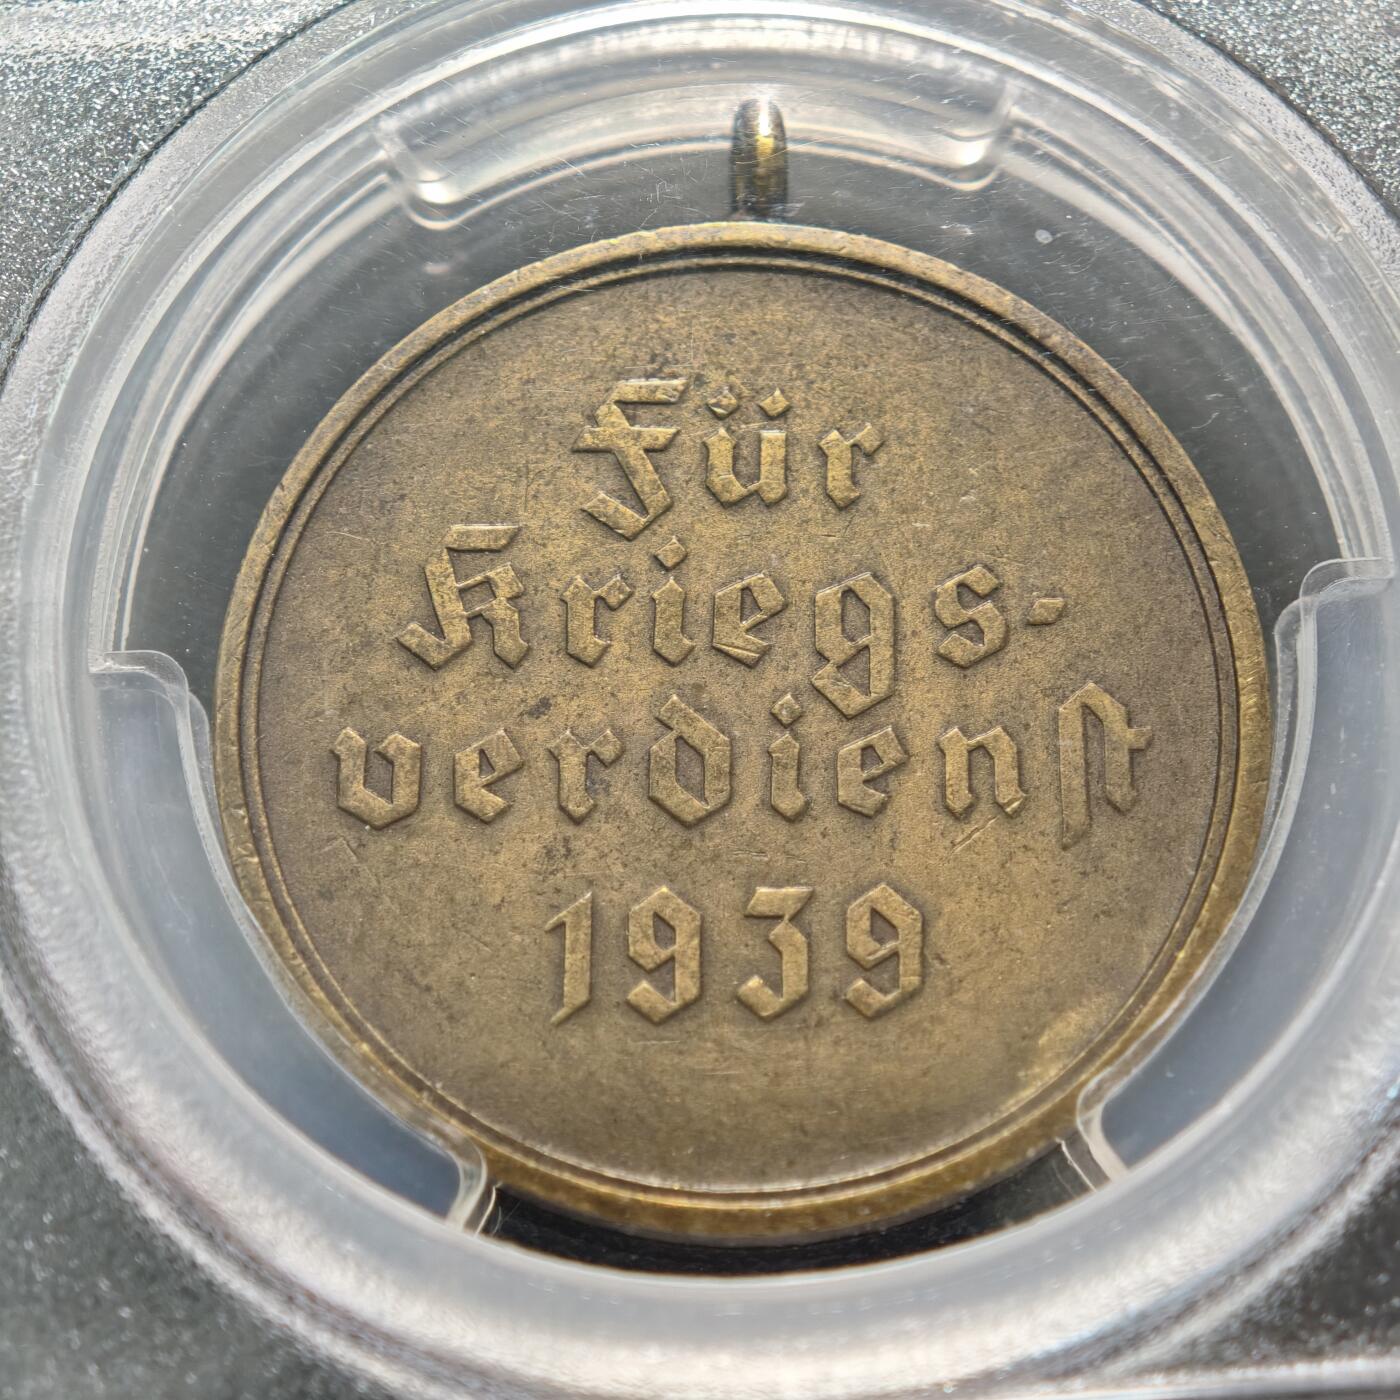 Für
Kriegs-
verdienſt
1939